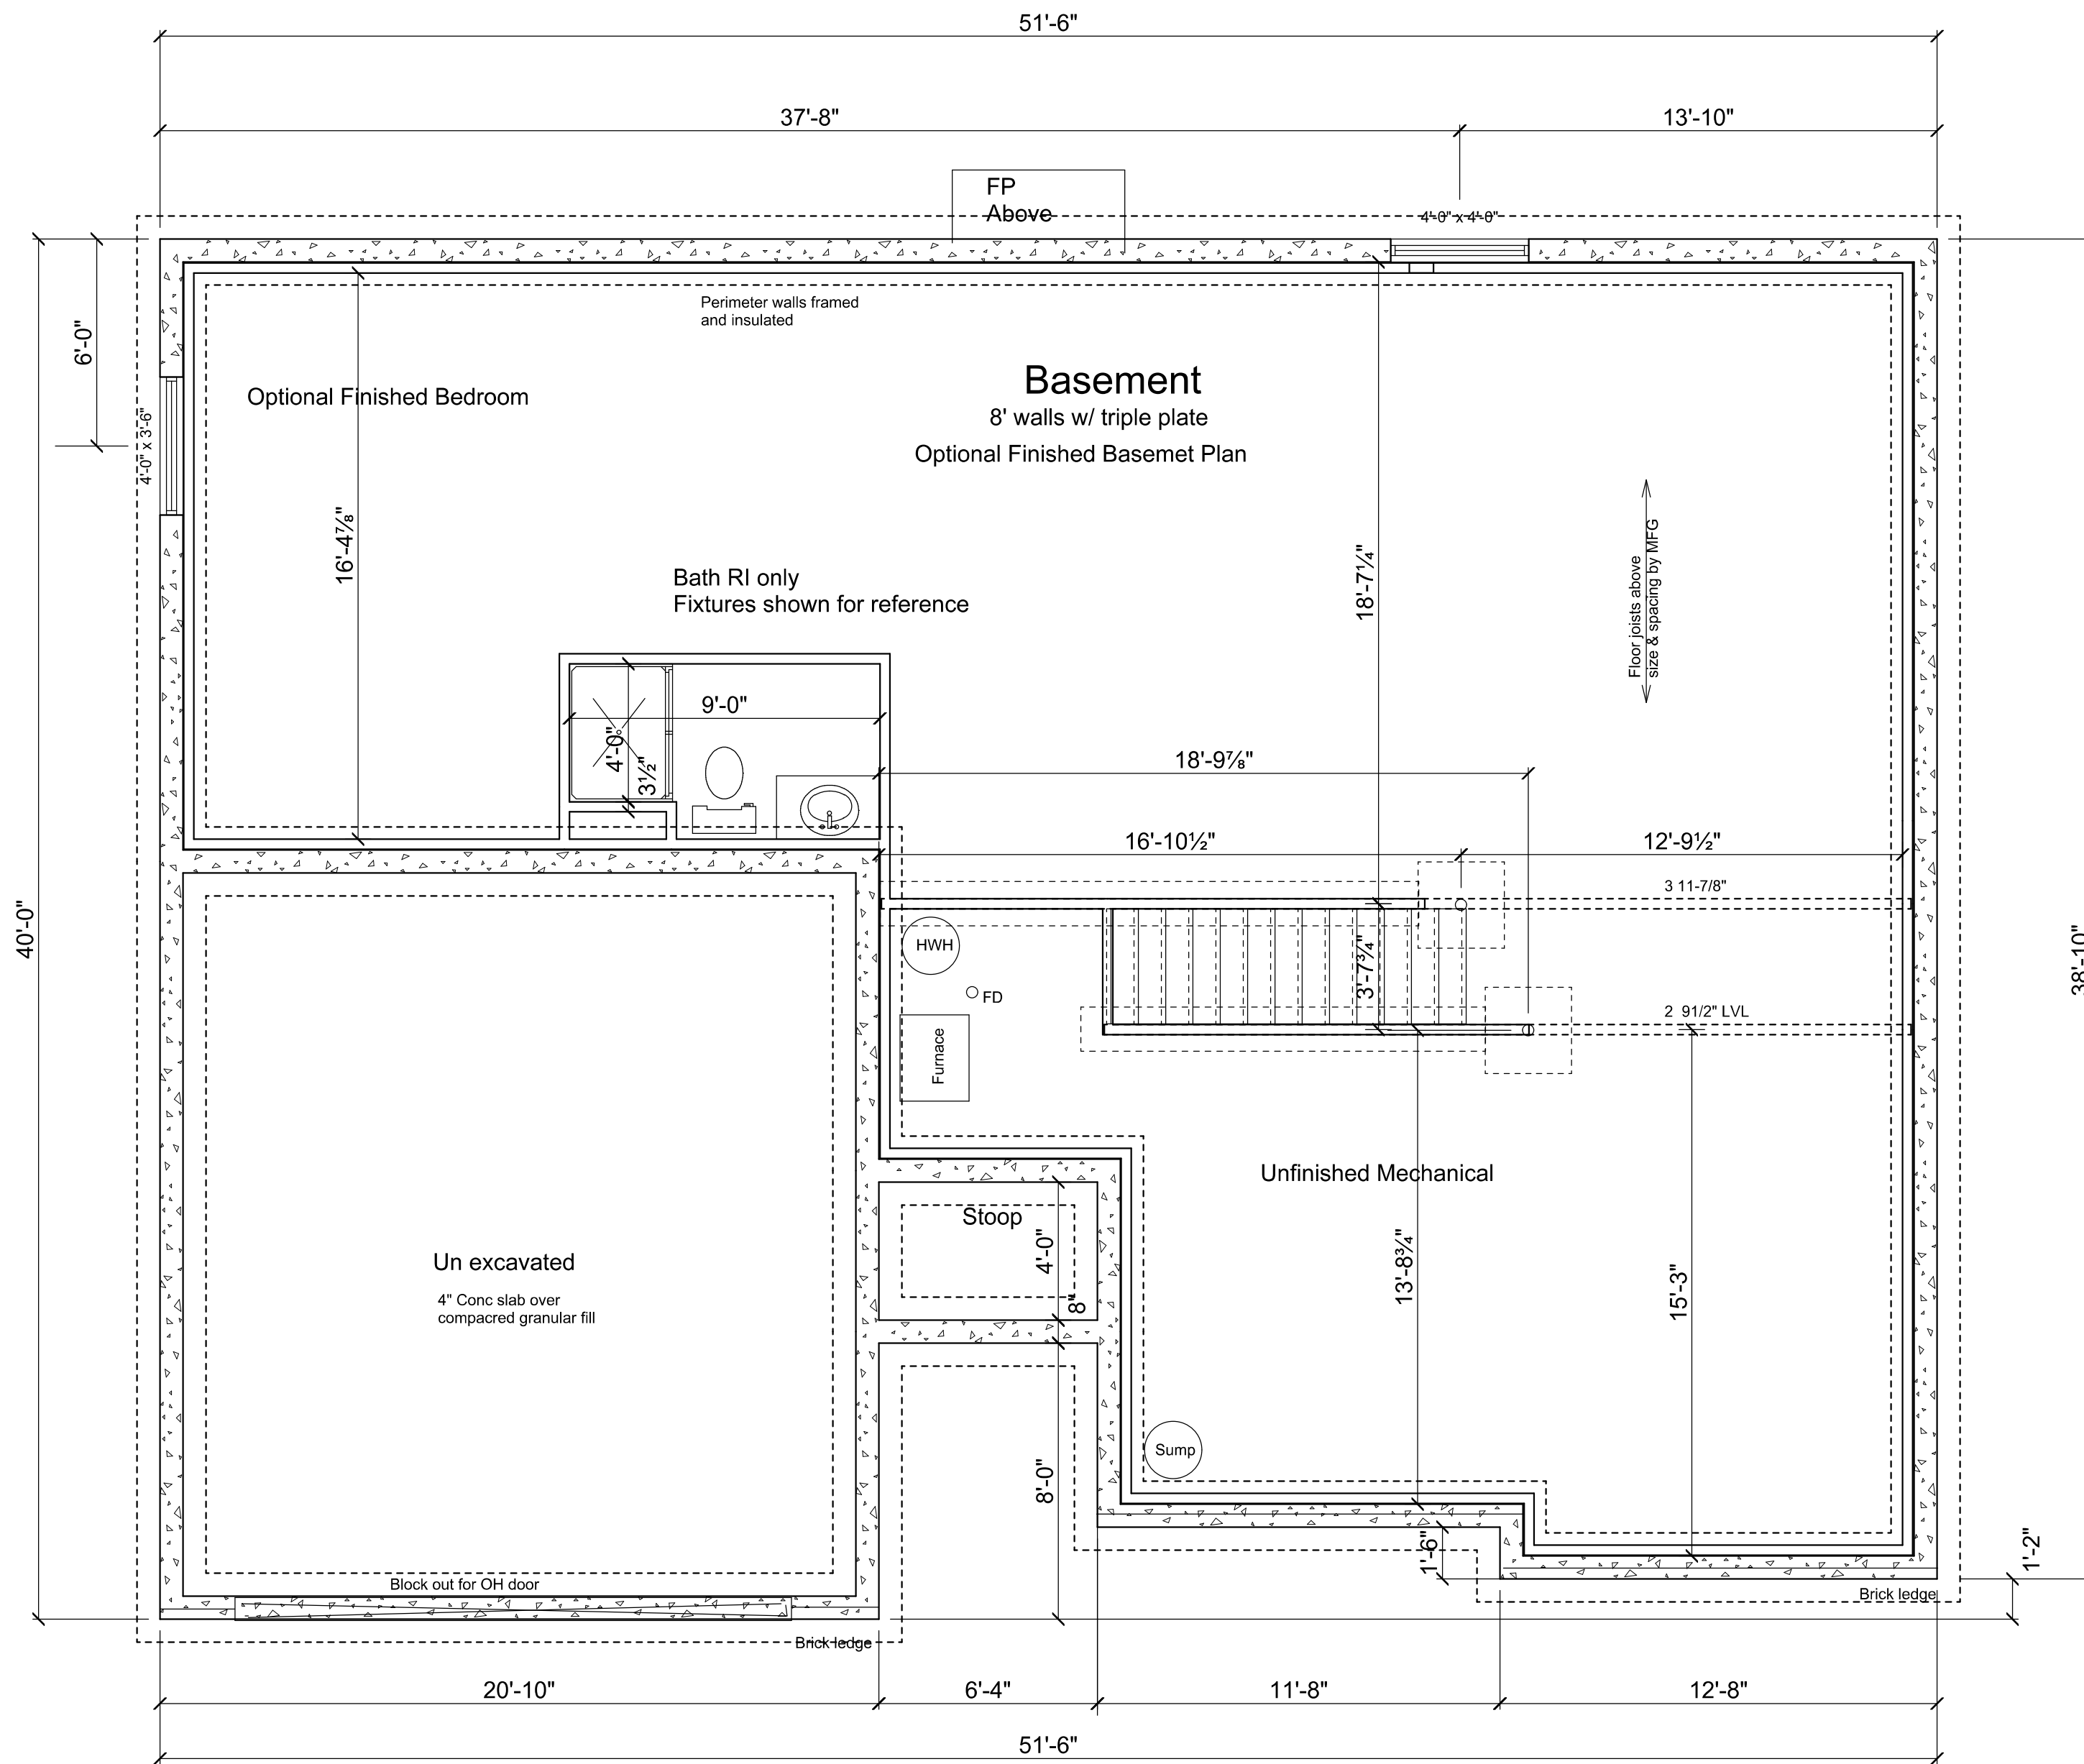 51'-6"
37'-8"
13'-10"
FP
Above
4'-0" x 4'-0"
6'-0"
Perimeter walls framed
and insulated
Basement
8' walls w/ triple plate
Optional Finished Basemet Plan
Optional Finished Bedroom
4'-0" x 3'-6"
16'-4⅞"
18'-7¼"
Floor joists above
size & spacing by MFG
Bath RI only
Fixtures shown for reference
9'-0"
4'-0"
3½"
18'-9⅞"
16'-10½"
12'-9½"
3 11-7/8"
40'-0"
38'-10"
HWH
FD
3'-7¾"
2  91/2" LVL
Furnace
Unfinished Mechanical
Stoop
4'-0"
8"
13'-8¾"
15'-3"
Un excavated
4" Conc slab over
compacred granular fill
Sump
8'-0"
1'-6"
1'-2"
Block out for OH door
Brick ledge
Brick ledge
20'-10"
6'-4"
11'-8"
12'-8"
51'-6"